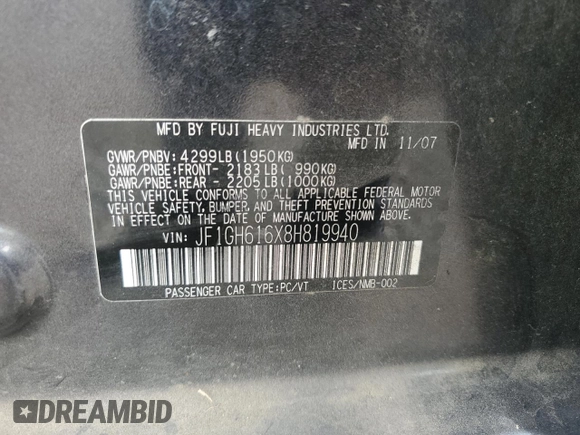 MFD BY FUJI HEAVY INDUSTRIES LTD.
MFD IN 11/07
GVWR/PNBV: 4299LB(1950KG)
GAWR/PNBE:FRONT- 2183LB( 990KG)
GAWR/PNBE:REAR - 2205LB(1000KG)
THIS VEHICLE CONFORMS TO ALL APPLICABLE FEDERAL MOTOR
VEHICLE SAFETY, BUMPER, AND THEFT PREVENTION STANDARDS
IN EFFECT ON THE DATE OF MANUFACTURE SHOWN ABOVE.
VIN: JF1GH616X8H819940
PASSENGER CAR TYPE:PC/VT ICES/NMB-002
DREAMBID